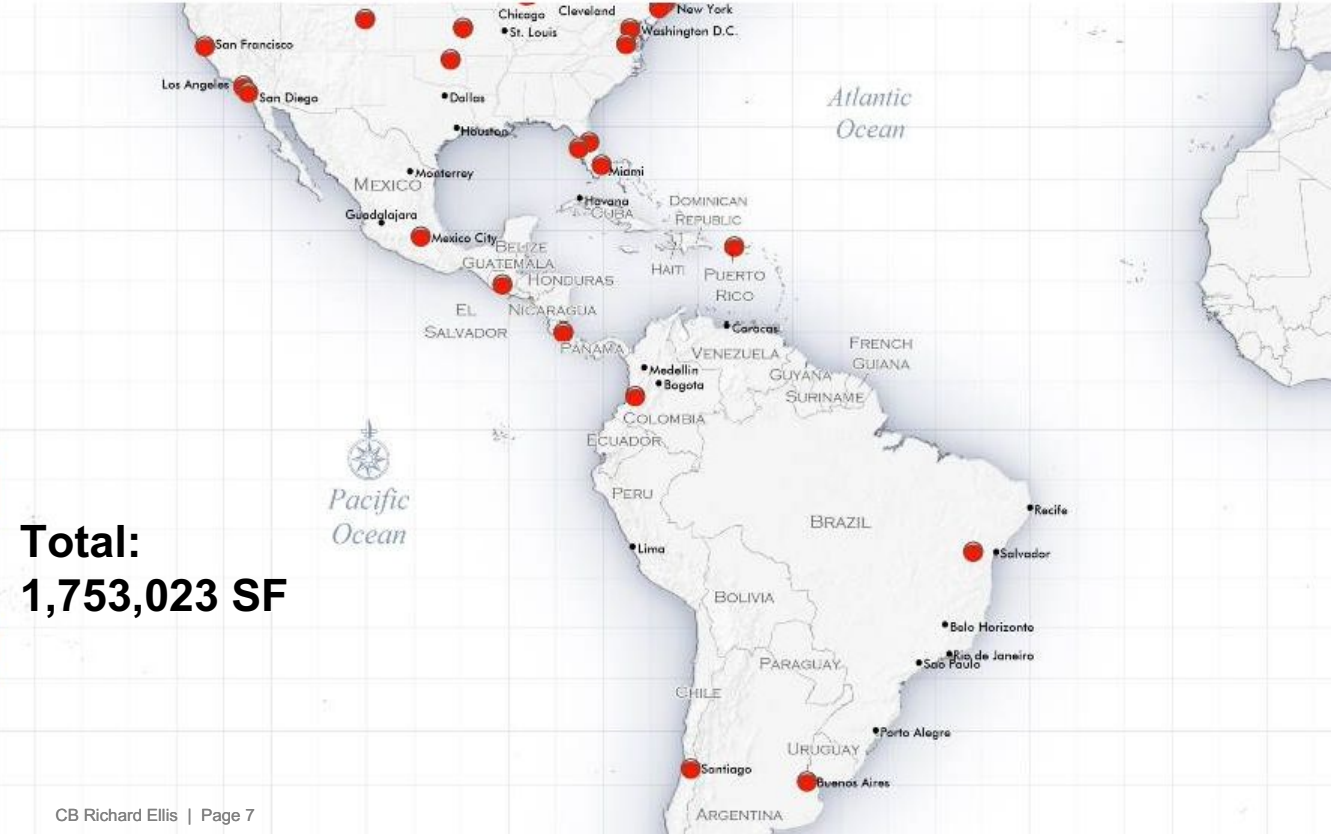 Chicago
Cleveland
New York
St. Louis
Washington D.C.
San Francisco
Los Angeles
San Diego
Dallas
Houston
Atlantic
Ocean
Monterrey
MEXICO
Miami
Havana
CUBA
DOMINICAN
REPUBLIC
Guadalajara
Mexico City
BELIZE
GUATEMALA
HONDURAS
HAITI
PUERTO
RICO
EL
SALVADOR
NICARAGUA
PANAMA
Caracas
VENEZUELA
FRENCH
GUIANA
GUYANA
SURINAME
Medellin
Bogota
COLOMBIA
ECUADOR
Pacific
Ocean
PERU
BRAZIL
Recife
Total:
1,753,023 SF
Lima
Salvador
BOLIVIA
Belo Horizonte
Rio de Janeiro
Sao Paulo
PARAGUAY
CHILE
Porto Alegre
URUGUAY
Santiago
Buenos Aires
ARGENTINA
CB Richard Ellis | Page 7